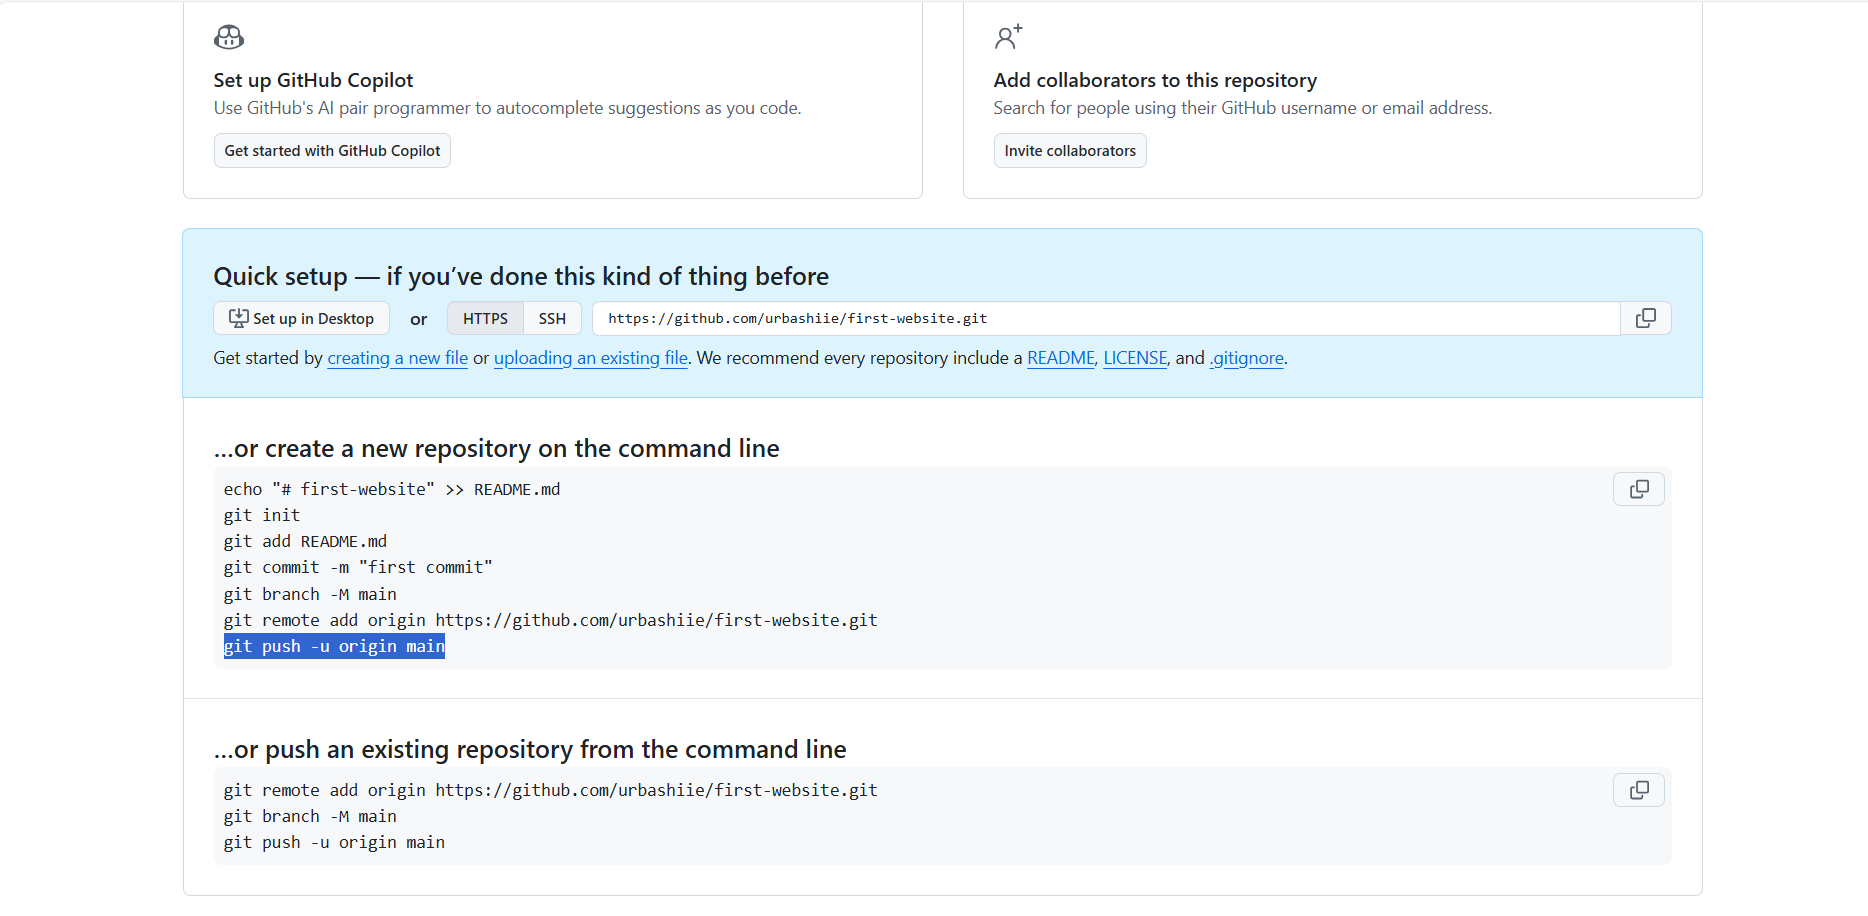 Set up GitHub Copilot
Use GitHub's AI pair programmer to autocomplete suggestions as you code.
Get started with GitHub Copilot
Add collaborators to this repository
Search for people using their GitHub username or email address.
Invite collaborators
Quick setup — if you’ve done this kind of thing before
Set up in Desktop or HTTPS SSH https://github.com/urbashiie/first-website.git
Get started by creating a new file or uploading an existing file. We recommend every repository include a README, LICENSE, and .gitignore.
…or create a new repository on the command line
echo "# first-website" >> README.md
git init
git add README.md
git commit -m "first commit"
git branch -M main
git remote add origin https://github.com/urbashiie/first-website.git
git push -u origin main
…or push an existing repository from the command line
git remote add origin https://github.com/urbashiie/first-website.git
git branch -M main
git push -u origin main